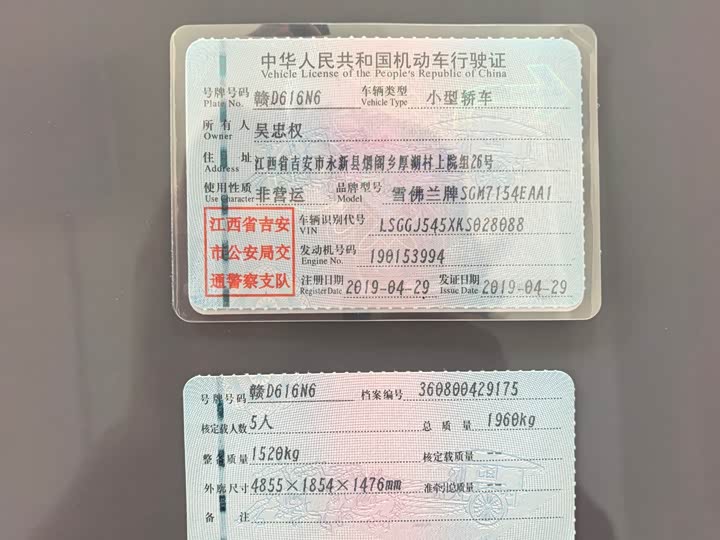 中华人民共和国机动车行驶证
Vehicle License of the People's Republic of China
号牌号码 赣D616N6 车辆类型 小型轿车
Plate No. Vehicle Type
所有人 吴忠权
Owner
住址 江西省吉安市永新县烟阁乡厚湖村上院组26号
Address
使用性质 非营运 品牌型号 雪佛兰牌SGM7154EAA1
Use Character Model
江西省吉安市公安局交通警察支队
车辆识别代号 LSGGJ545XKS028088
VIN
发动机号码 190153994
Engine No.
注册日期 2019-04-29 发证日期 2019-04-29
Register Date Issue Date
号牌号码 赣D616N6 档案编号 360800429175
核定载人数 5人 总质量 1960kg
整备质量 1520kg 核定载质量 --
外廓尺寸 4855×1854×1476mm 准牵引总质量 --
备注